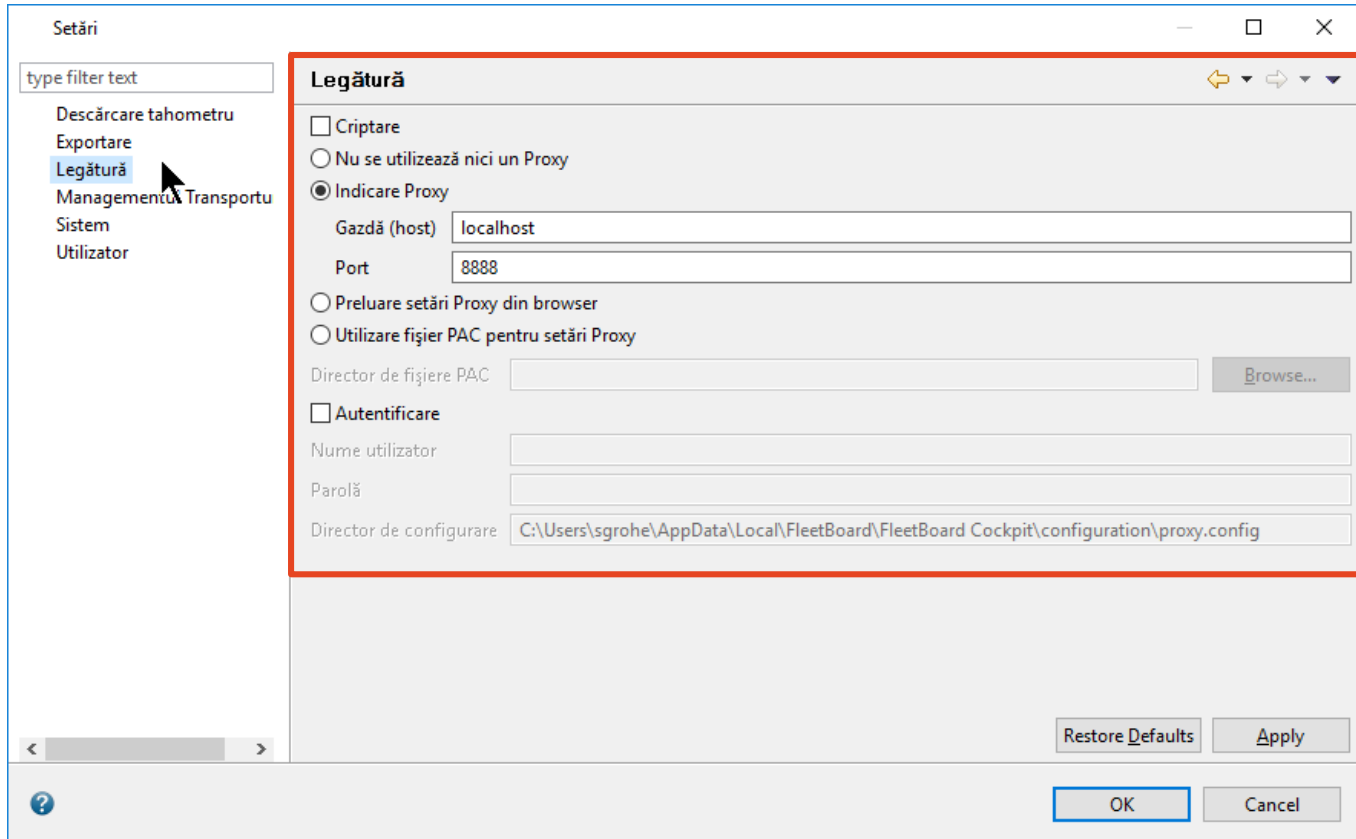 Setări
type filter text
Descărcare tahometru
Exportare
Legătură
Managementul Transportu
Sistem
Utilizator
Legătură
Criptare
Nu se utilizează nici un Proxy
Indicare Proxy
Gazdă (host) localhost
Port 8888
Preluare setări Proxy din browser
Utilizare fişier PAC pentru setări Proxy
Director de fişiere PAC Browse...
Autentificare
Nume utilizator
Parolă
Director de configurare C:\Users\sgrohe\AppData\Local\FleetBoard\FleetBoard Cockpit\configuration\proxy.config
Restore Defaults Apply
? OK Cancel